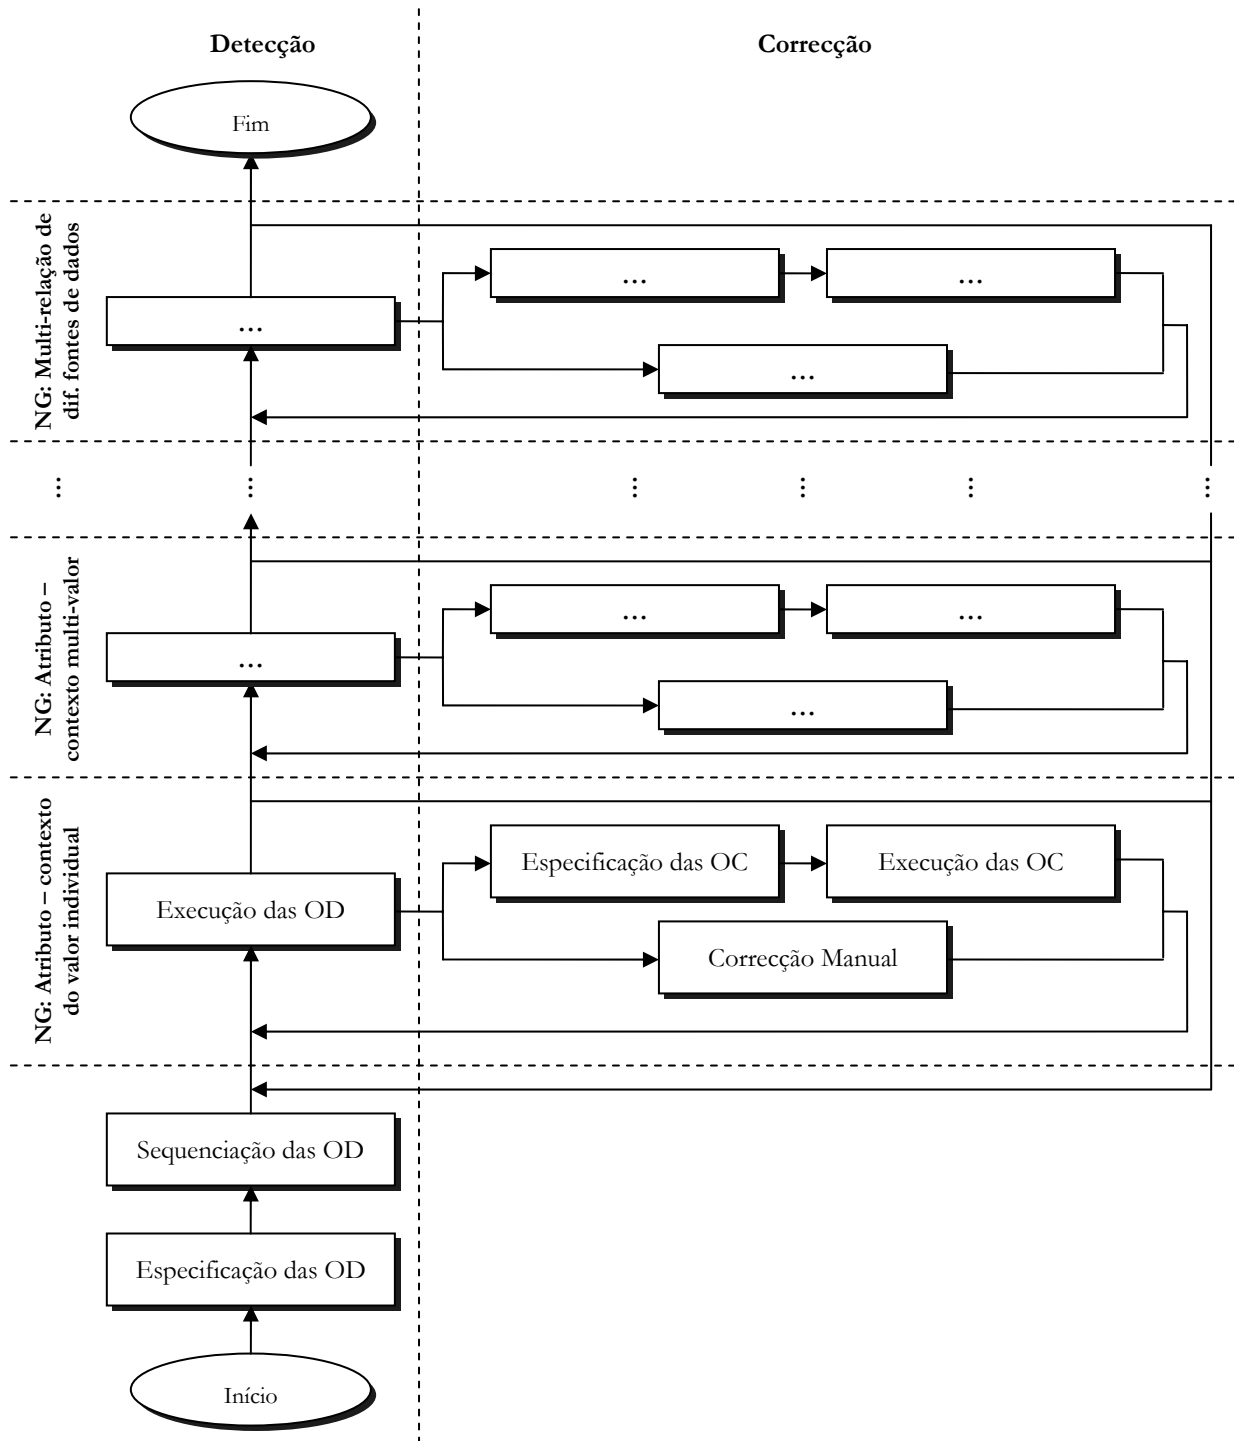 Detecção
Correcção
Fim
NG: Multi-relação de
dif. fontes de dados
...
...
...
...
...
...
...
...
...
...
NG: Atributo –
contexto multi-valor
...
...
...
...
NG: Atributo – contexto
do valor individual
Especificação das OC
Execução das OC
Execução das OD
Correcção Manual
Sequenciação das OD
Especificação das OD
Início